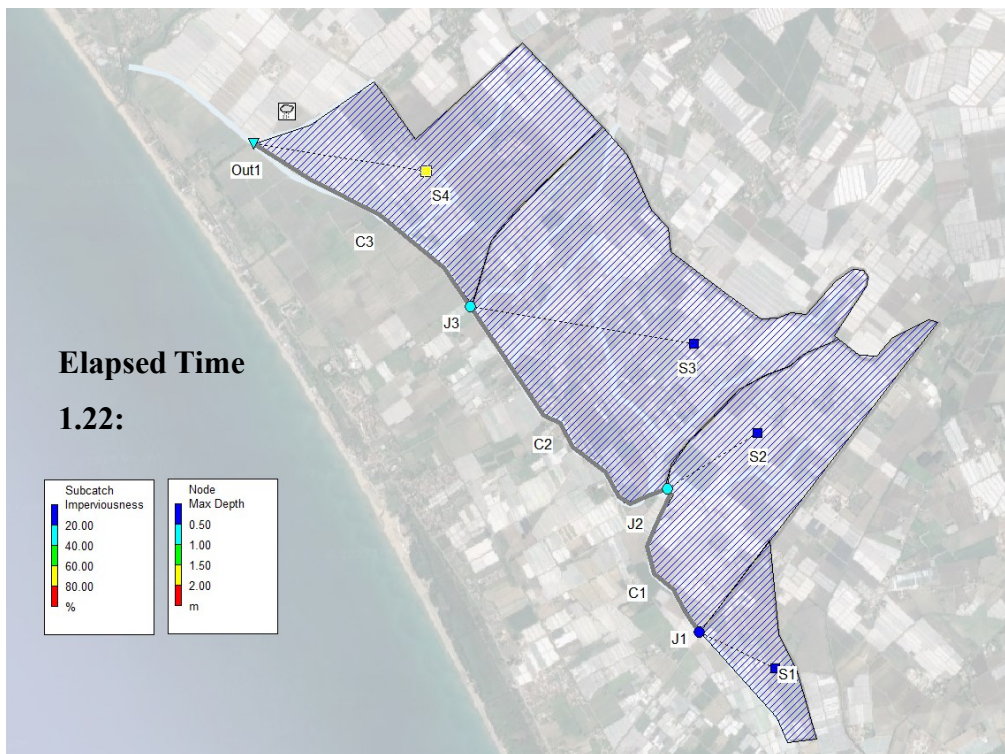 Out1
S4
C3
J3
S3
Elapsed Time
1.22:
C2
S2
J2
C1
J1
S1
Subcatch
Imperviousness
20.00
40.00
60.00
80.00
%
Node
Max Depth
0.50
1.00
1.50
2.00
m